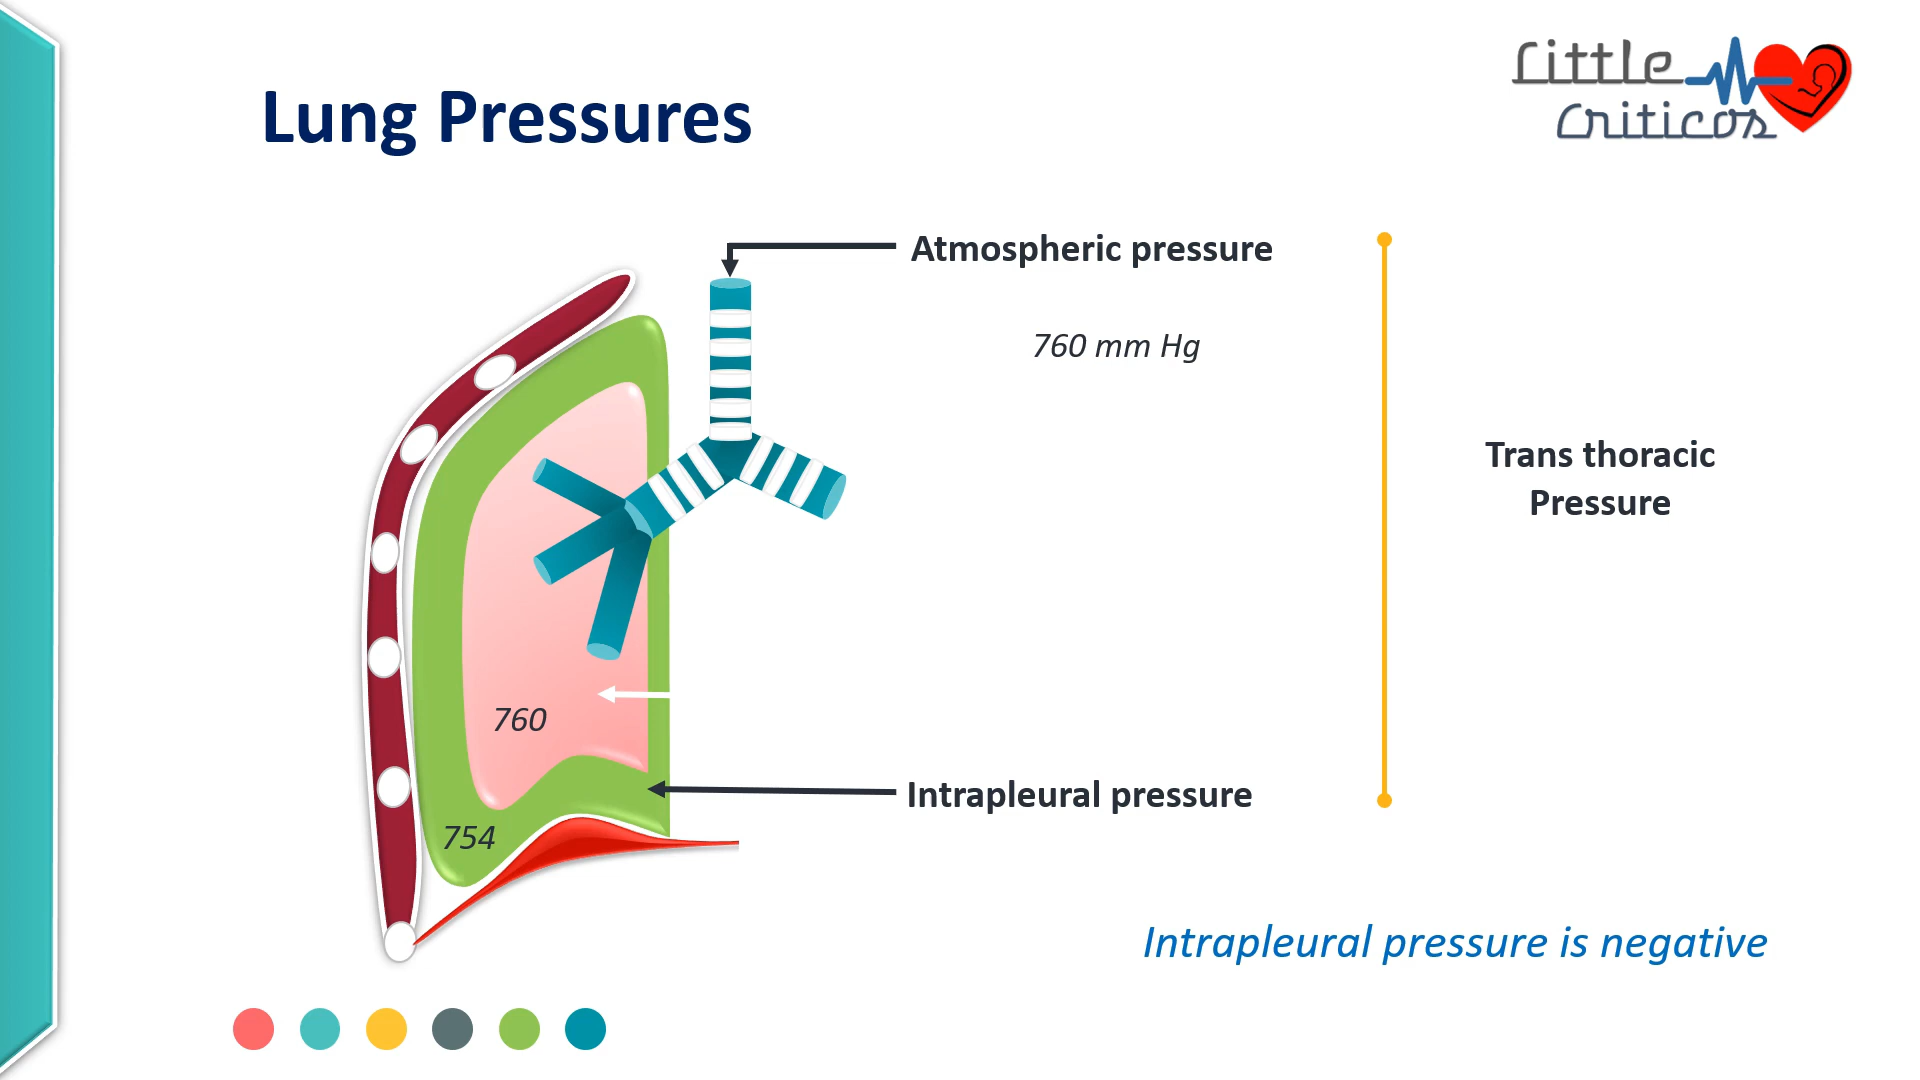 Little
Criticos
Lung Pressures
Atmospheric pressure
760 mm Hg
Trans thoracic
Pressure
760
Intrapleural pressure
754
Intrapleural pressure is negative